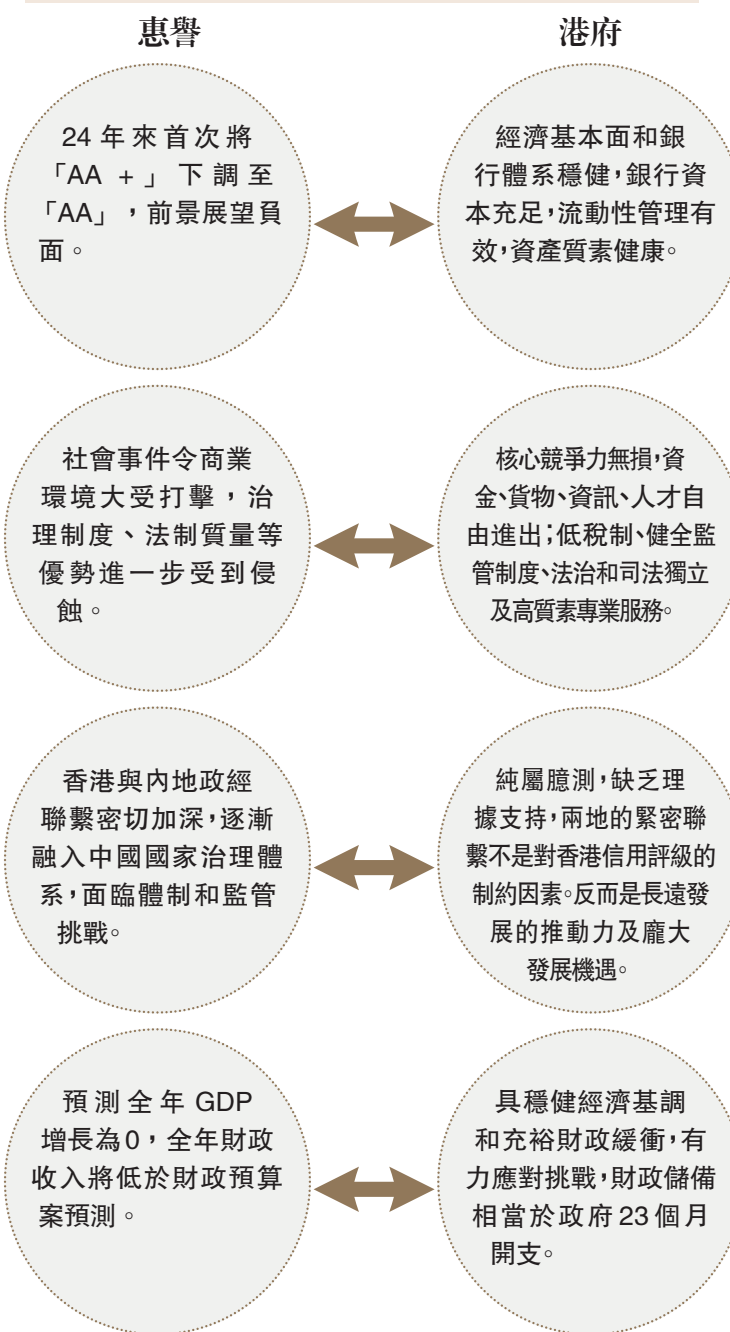 惠譽
港府
24 年來首次將
「AA + 」下調至
「AA」，前景展望負
面。
經濟基本面和銀
行體系穩健，銀行資
本充足，流動性管理有
效，資產質素健康。
社會事件令商業
環境大受打擊，治
理制度、法制質量等
優勢進一步受到侵
蝕。
核心競爭力無損，資
金、貨物、資訊、人才自
由進出；低稅制、健全監
管制度、法治和司法獨立
及高質素專業服務。
香港與內地政經
聯繫密切加深，逐漸
融入中國國家治理體
系，面臨體制和監管
挑戰。
純屬臆測，缺乏理
據支持，兩地的緊密聯
繫不是對香港信用評級的
制約因素。反而是長遠發
展的推動力及龐大
發展機遇。
預測全年 GDP
增長為0，全年財政
收入將低於財政預算
案預測。
具穩健經濟基調
和充裕財政緩衝，有
力應對挑戰，財政儲備
相當於政府 23 個月
開支。